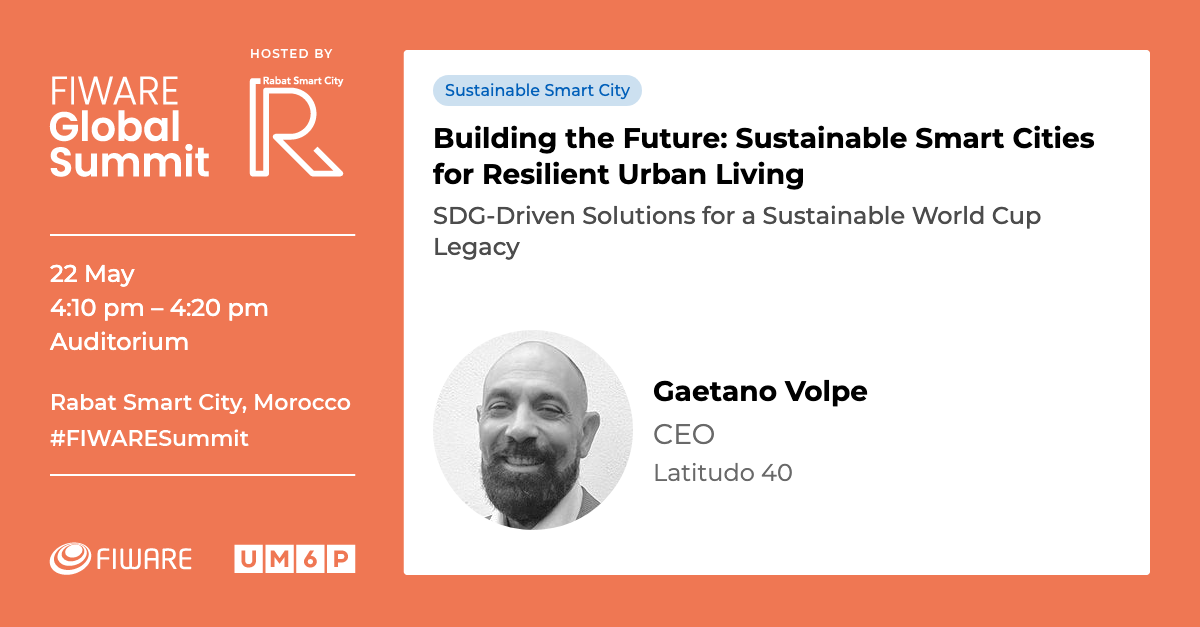 HOSTED BY
FIWARE
Global
Summit
Rabat Smart City
R
22 May
4:10 pm – 4:20 pm
Auditorium
Rabat Smart City, Morocco
#FIWARESummit
FIWARE
UM6P
Sustainable Smart City
Building the Future: Sustainable Smart Cities
for Resilient Urban Living
SDG-Driven Solutions for a Sustainable World Cup
Legacy
Gaetano Volpe
CEO
Latitudo 40